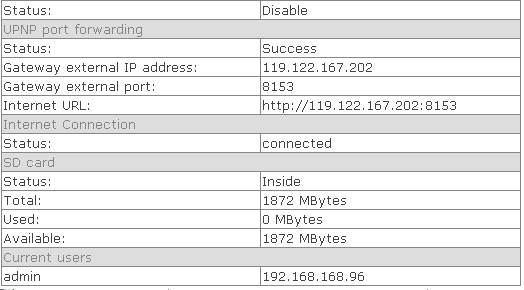 Status: Disable
UPNP port forwarding
Status: Success
Gateway external IP address: 119.122.167.202
Gateway external port: 8153
Internet URL: http://119.122.167.202:8153
Internet Connection
Status: connected
SD card
Status: Inside
Total: 1872 MBytes
Used: 0 MBytes
Available: 1872 MBytes
Current users
admin 192.168.168.96